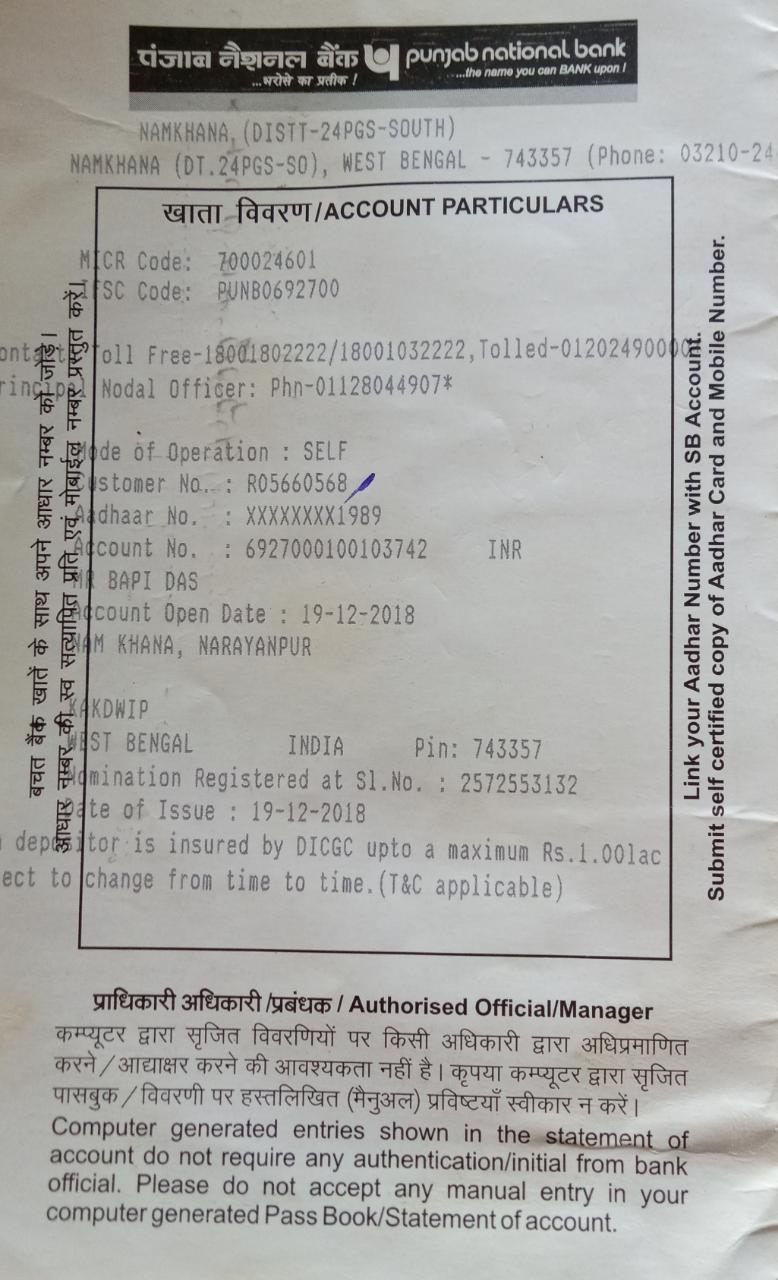 पंजाब नैशनल बैंक punjab national bank
...भरोसे का प्रतीक ! ...the name you can BANK upon !
NAMKHANA, (DISTT-24PGS-SOUTH)
NAMKHANA (DT.24PGS-SO), WEST BENGAL - 743357 (Phone: 03210-24
खाता विवरण/ACCOUNT PARTICULARS
MICR Code: 700024601
IFSC Code: PUNB0692700
Toll Free-18001802222/18001032222,Tolled-01202490000.
rincipal Nodal Officer: Phn-01128044907*
Mode of Operation : SELF
Customer No. : R05660568
Aadhaar No. : XXXXXXXX1989
Account No. : 6927000100103742 INR
MR BAPI DAS
Account Open Date : 19-12-2018
NAM KHANA, NARAYANPUR
KAKDWIP
WEST BENGAL INDIA Pin: 743357
Nomination Registered at Sl.No. : 2572553132
Date of Issue : 19-12-2018
depositor is insured by DICGC upto a maximum Rs.1.00lac
ect to change from time to time.(T&C applicable)
बचत बैंक खातें के साथ अपने आधार नम्बर को जोड़ें।
आधार नम्बर की स्व सत्यापित प्रति एवं मोबाईल नम्बर प्रस्तुत करें।
Link your Aadhar Number with SB Account.
Submit self certified copy of Aadhar Card and Mobile Number.
प्राधिकारी अधिकारी/प्रबंधक / Authorised Official/Manager
कम्प्यूटर द्वारा सृजित विवरणियों पर किसी अधिकारी द्वारा अधिप्रमाणित
करने/आद्याक्षर करने की आवश्यकता नहीं है। कृपया कम्प्यूटर द्वारा सृजित
पासबुक/विवरणी पर हस्तलिखित (मैनुअल) प्रविष्टयाँ स्वीकार न करें।
Computer generated entries shown in the statement of
account do not require any authentication/initial from bank
official. Please do not accept any manual entry in your
computer generated Pass Book/Statement of account.